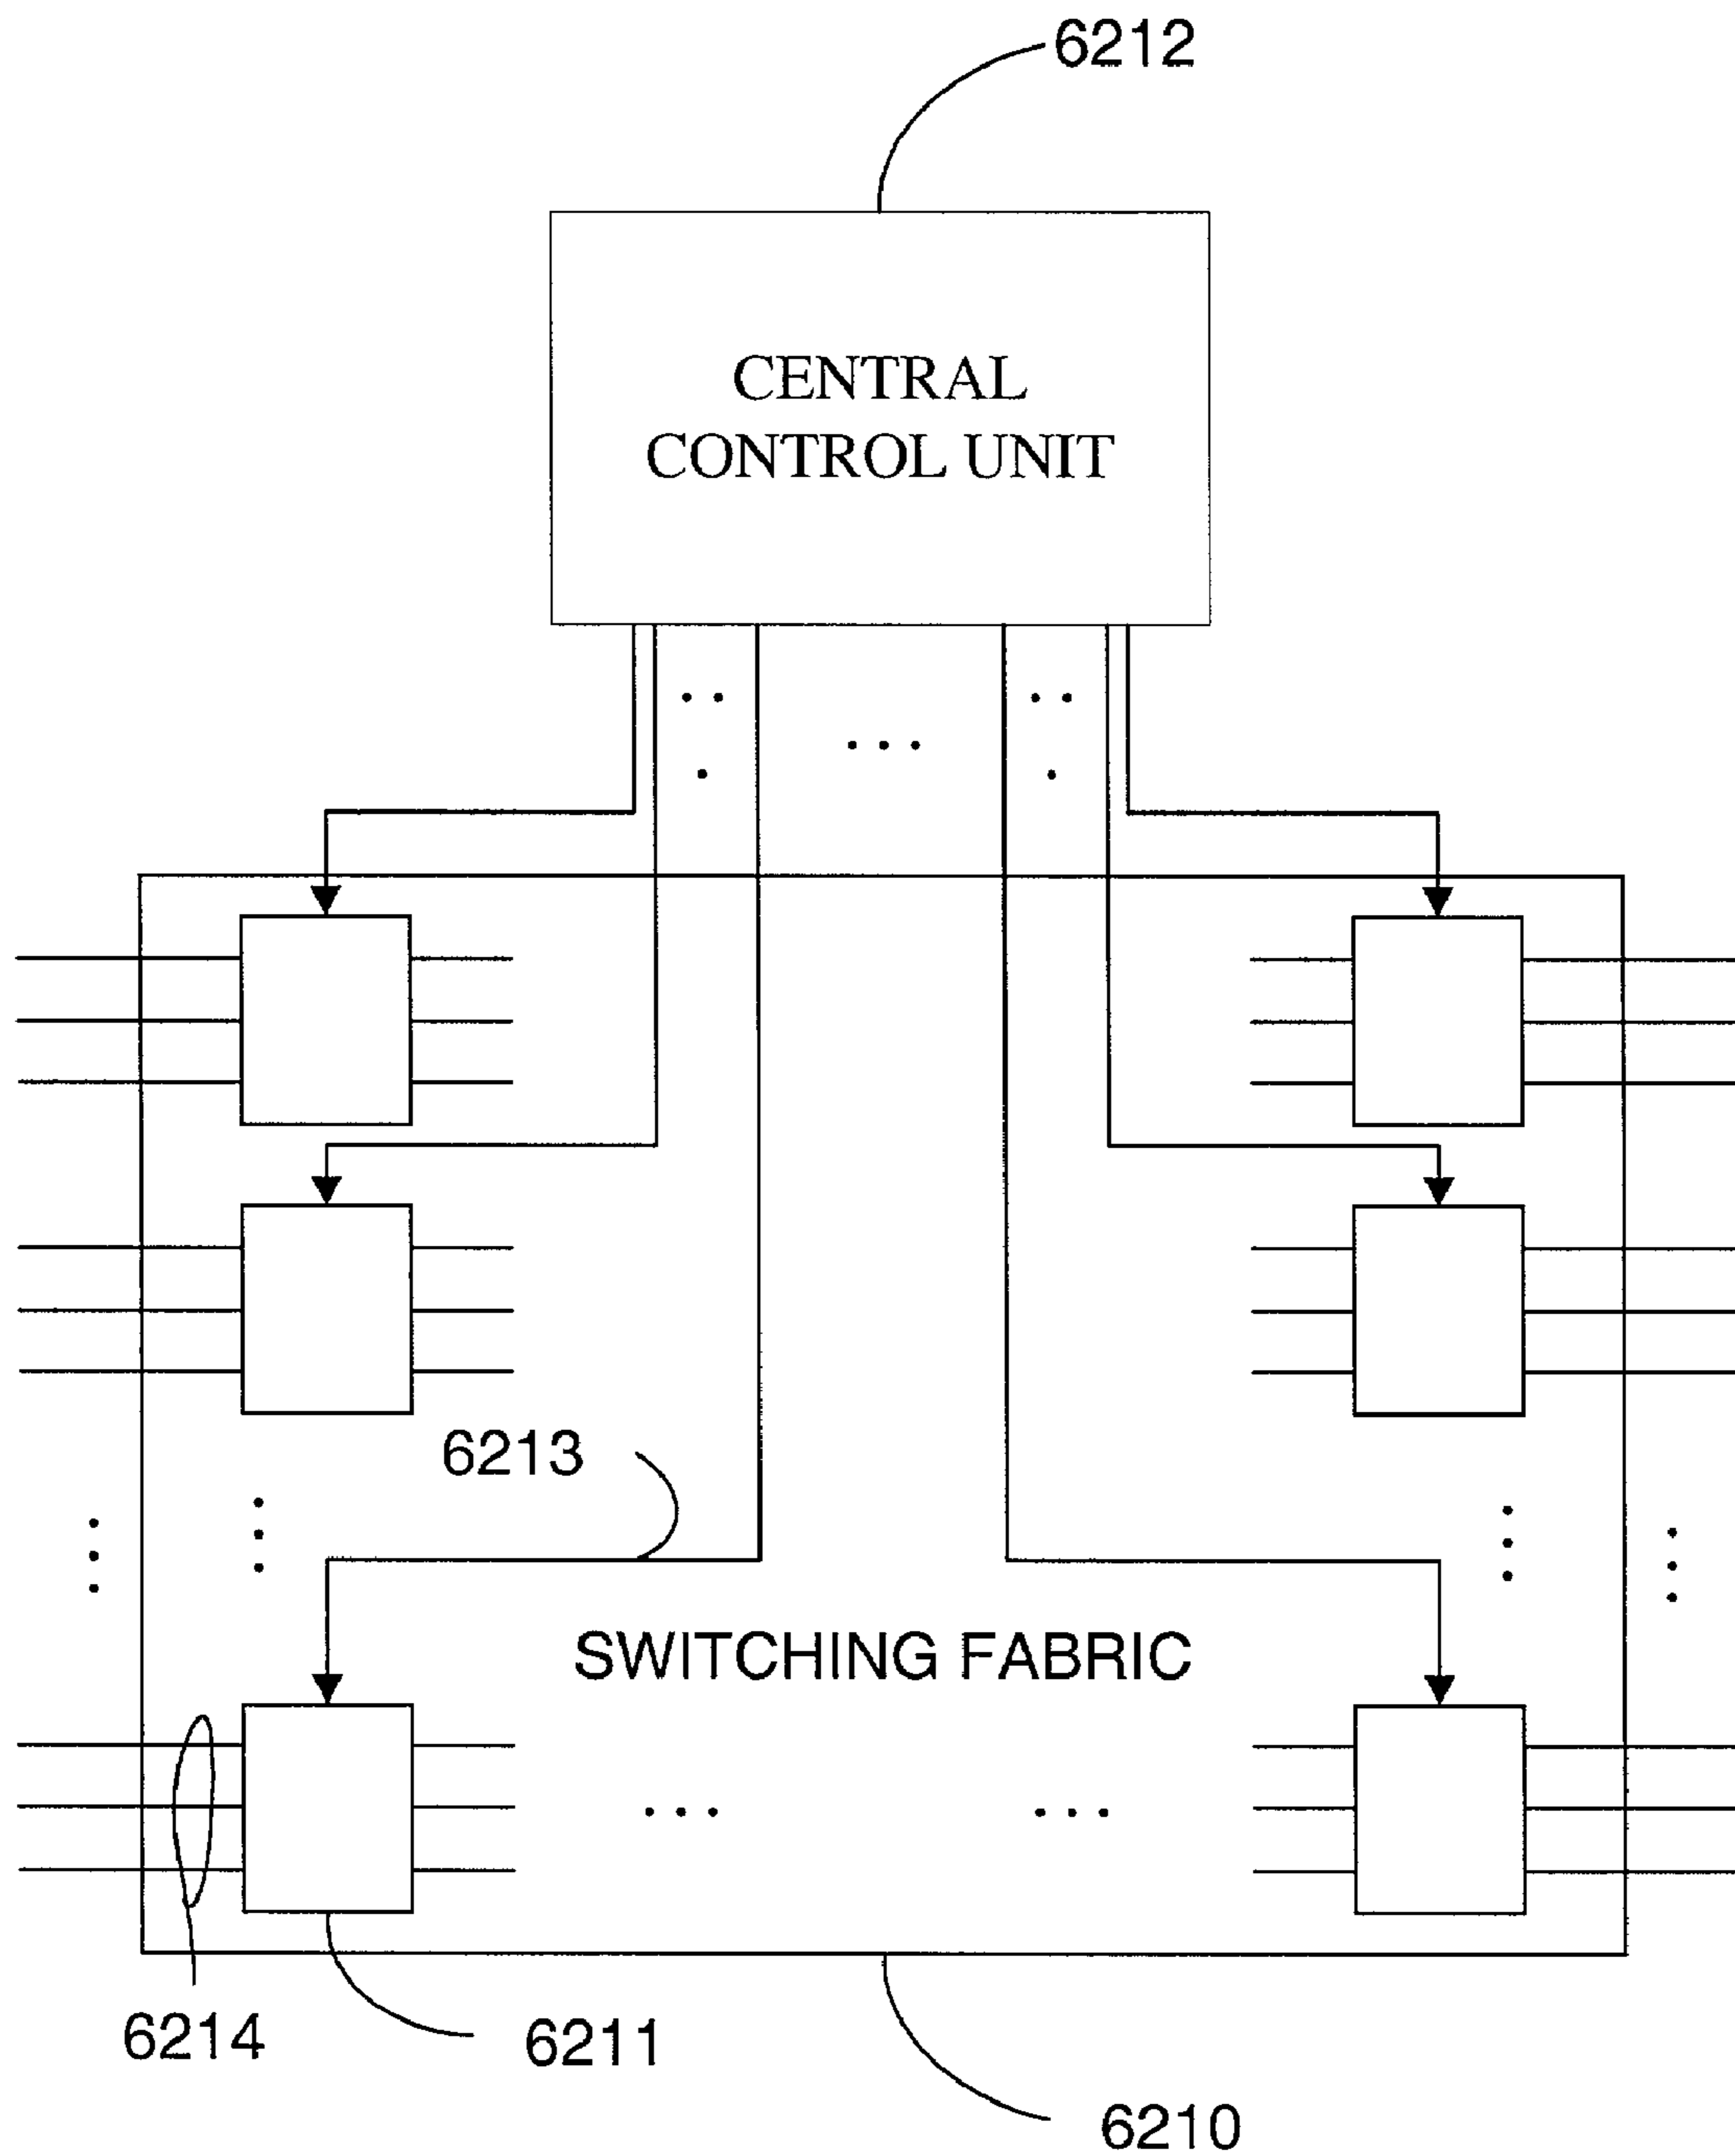 6212
CENTRAL
CONTROL UNIT
6213
SWITCHING FABRIC
6214
6211
6210